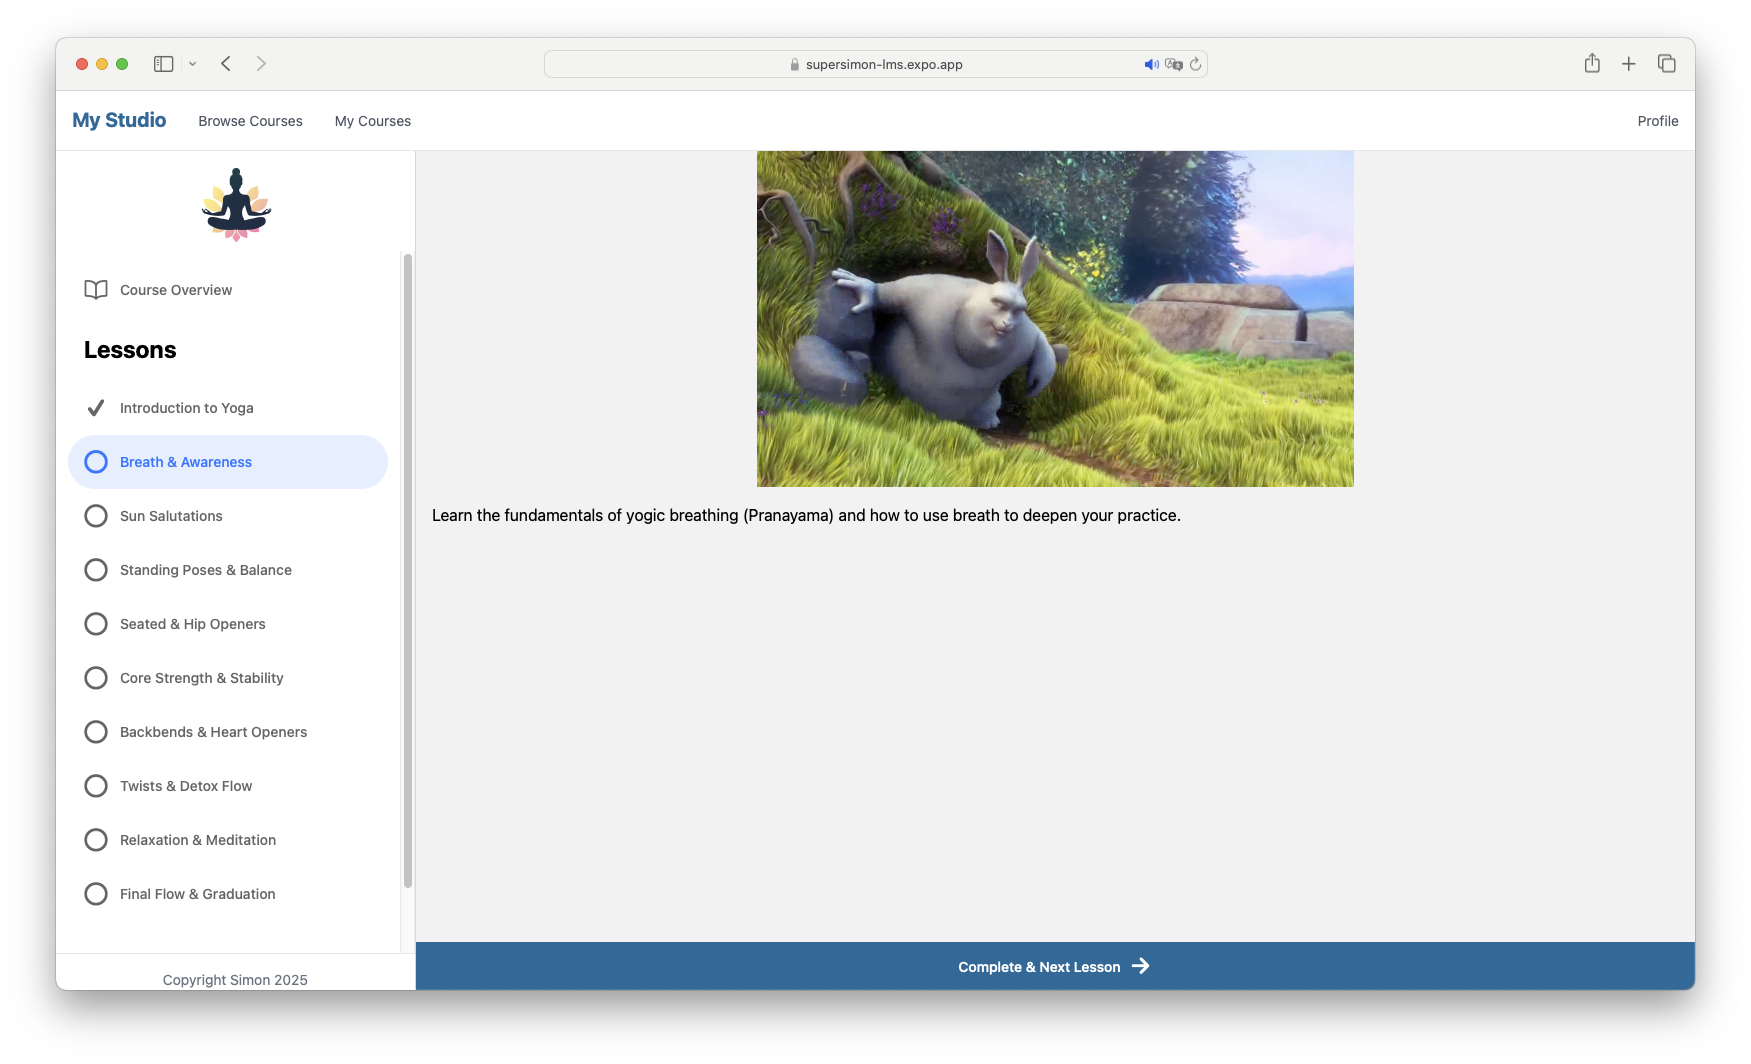 supersimon-lms.expo.app
My Studio
Browse Courses
My Courses
Profile
Course Overview
Lessons
Introduction to Yoga
Breath & Awareness
Sun Salutations
Standing Poses & Balance
Seated & Hip Openers
Core Strength & Stability
Backbends & Heart Openers
Twists & Detox Flow
Relaxation & Meditation
Final Flow & Graduation
Copyright Simon 2025
Learn the fundamentals of yogic breathing (Pranayama) and how to use breath to deepen your practice.
Complete & Next Lesson